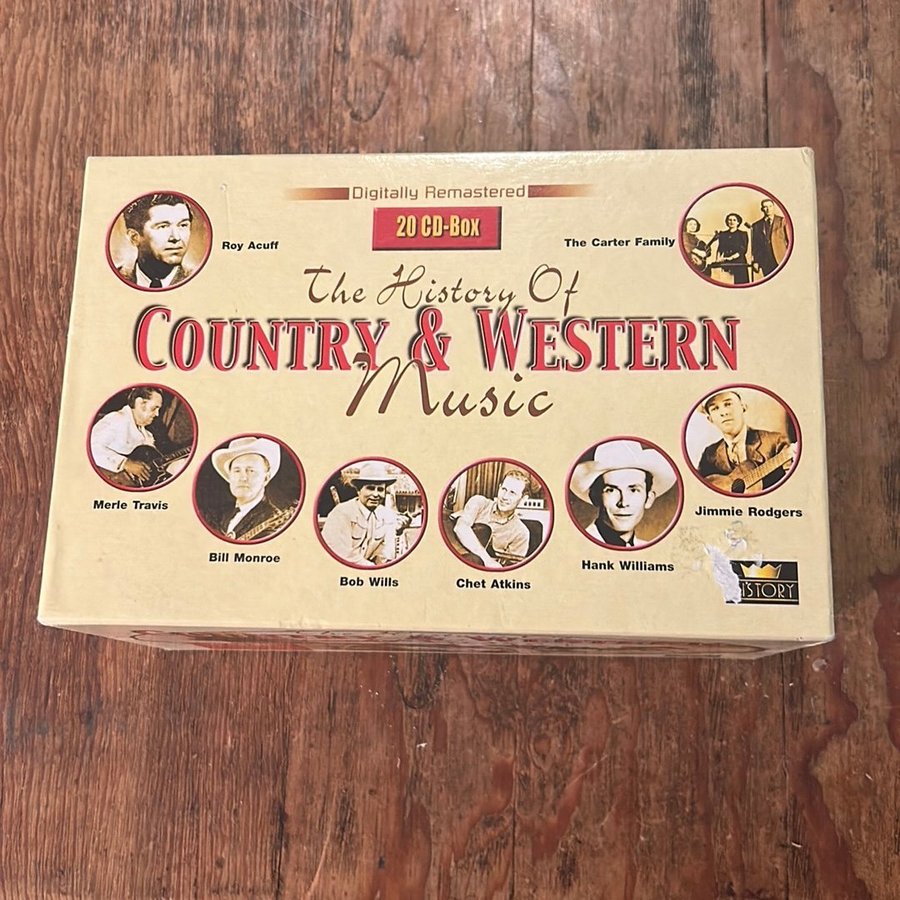 Digitally Remastered
20 CD-Box
Roy Acuff
The Carter Family
The History Of
COUNTRY & WESTERN
Music
Merle Travis
Bill Monroe
Bob Wills
Chet Atkins
Hank Williams
Jimmie Rodgers
HISTORY